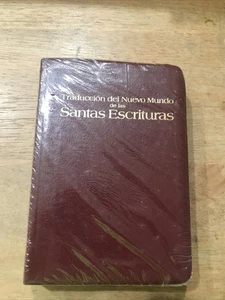 Traducción del Nuevo Mundo
de las
Santas Escrituras